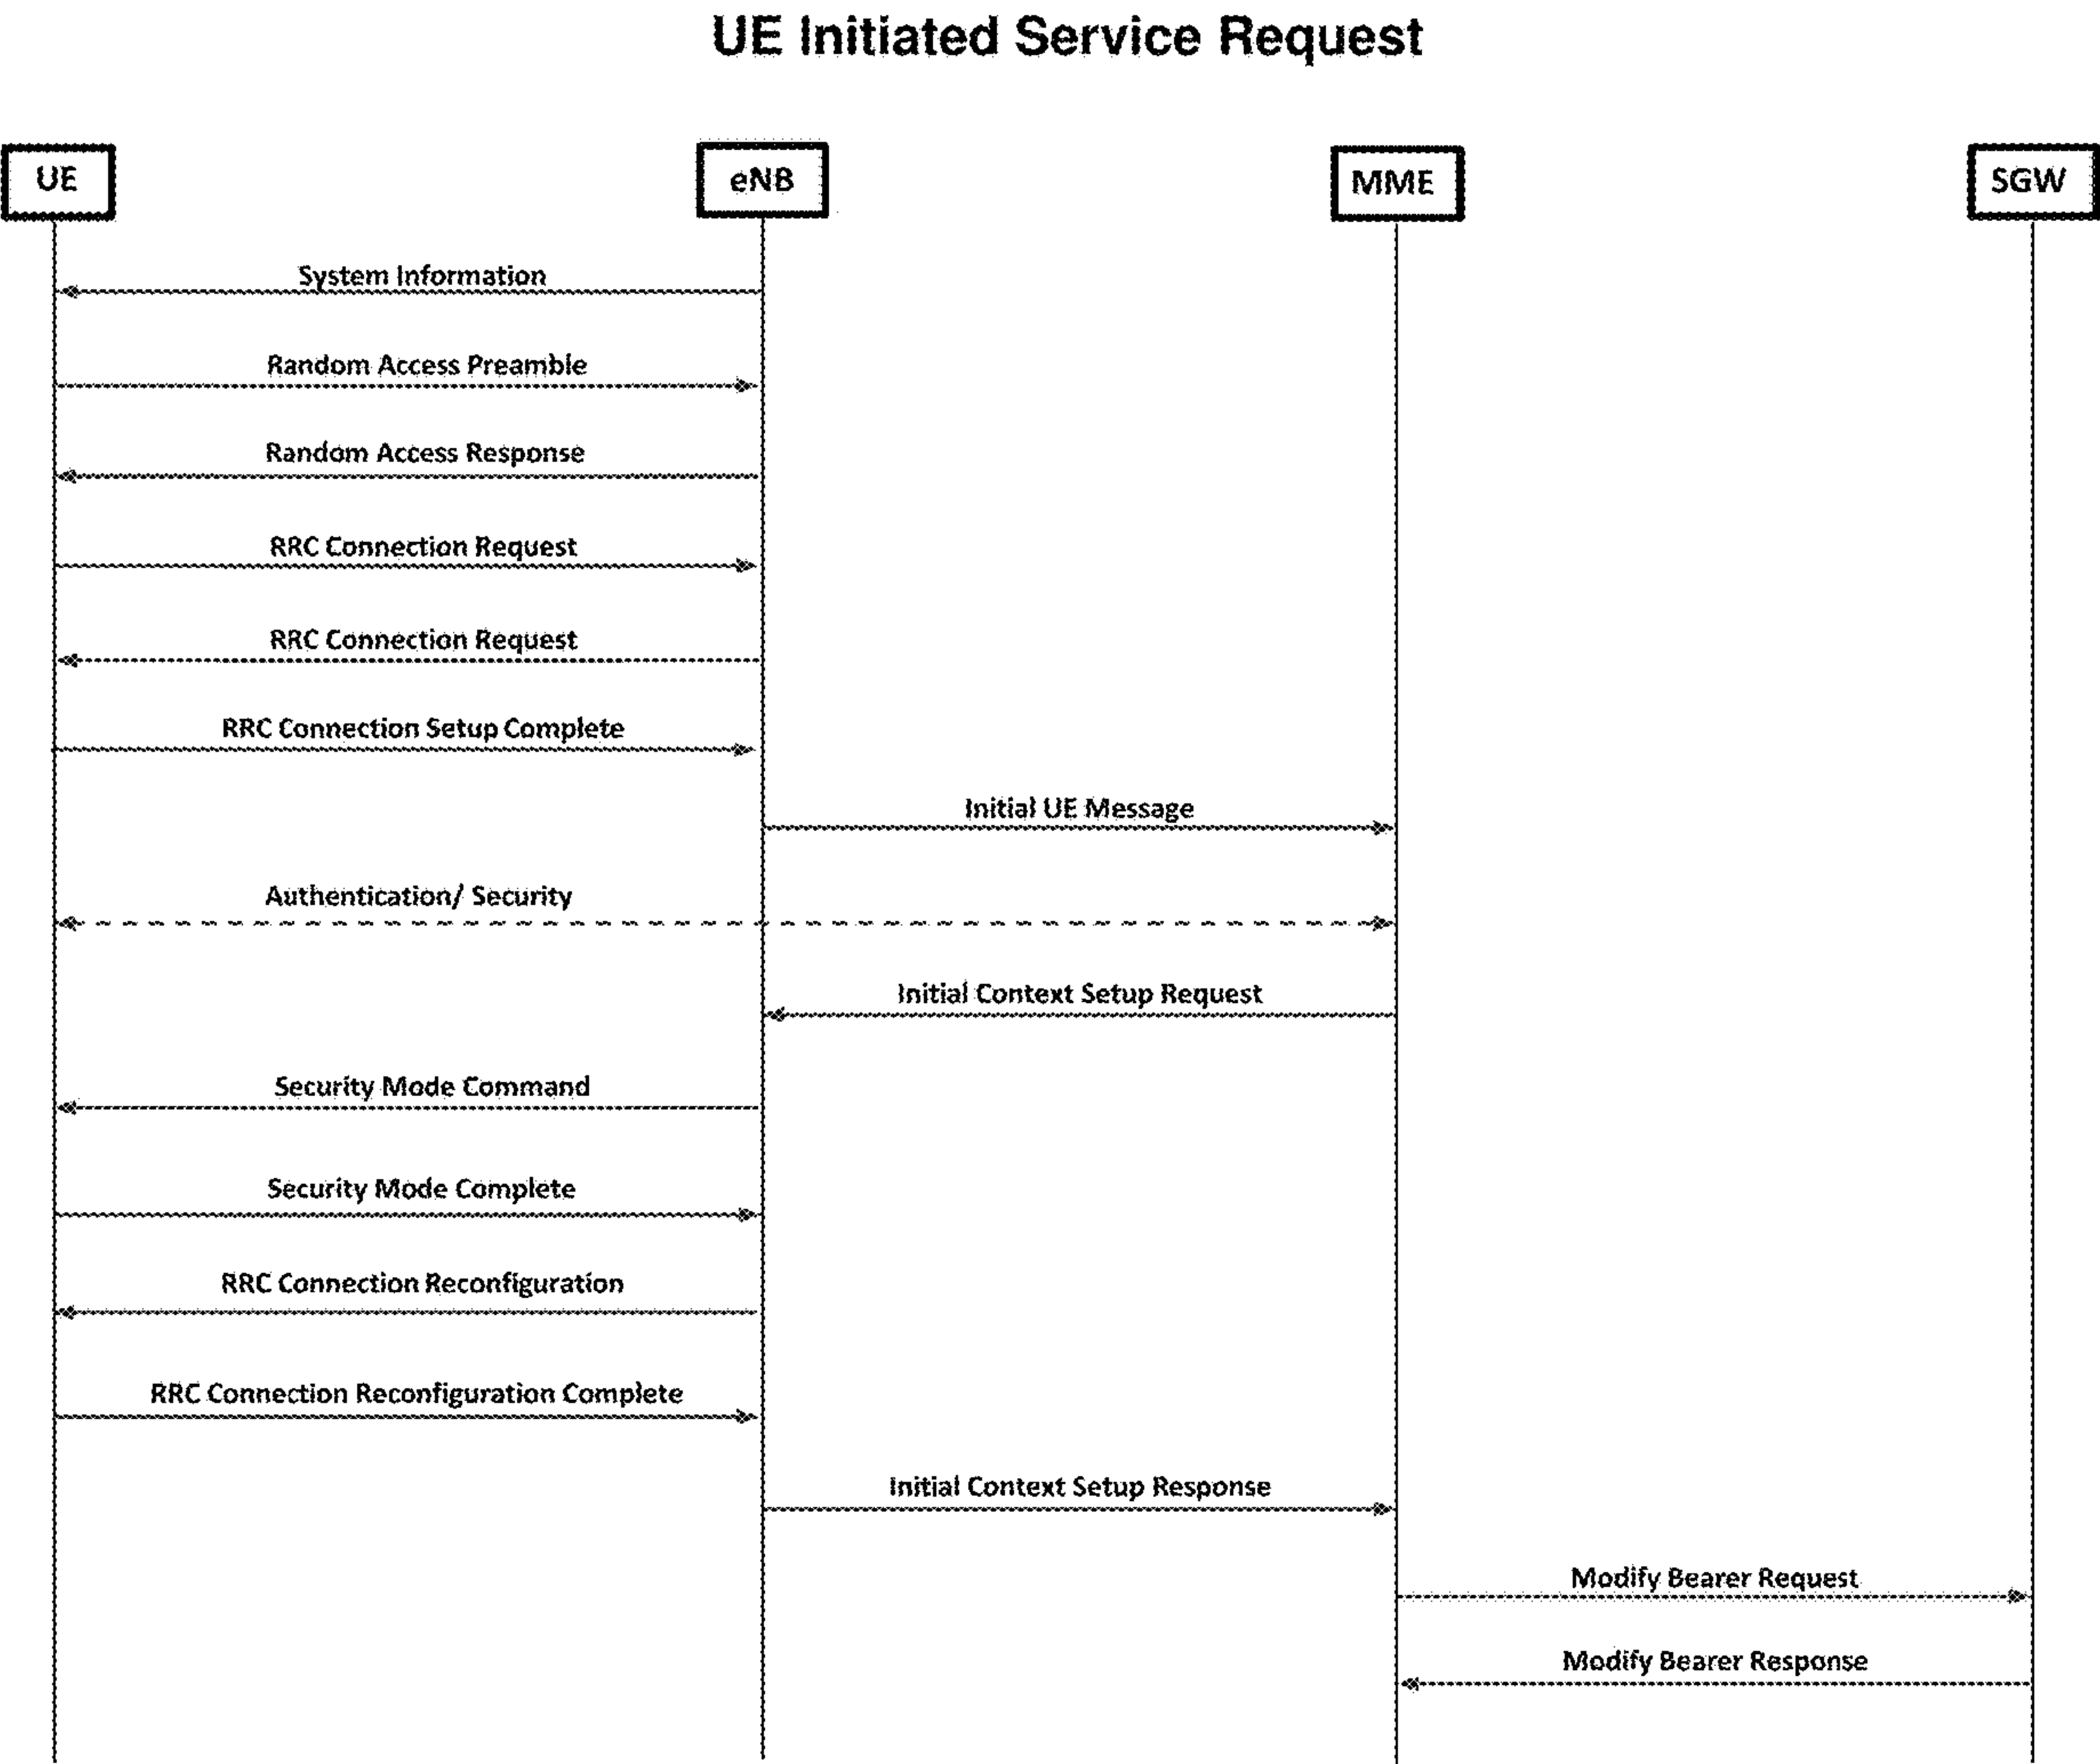 UE Initiated Service Request
UE
eNB
MME
SGW
System Information
Random Access Preamble
Random Access Response
RRC Connection Request
RRC Connection Request
RRC Connection Setup Complete
Initial UE Message
Authentication/ Security
Initial Context Setup Request
Security Mode Command
Security Mode Complete
RRC Connection Reconfiguration
RRC Connection Reconfiguration Complete
Initial Context Setup Response
Modify Bearer Request
Modify Bearer Response